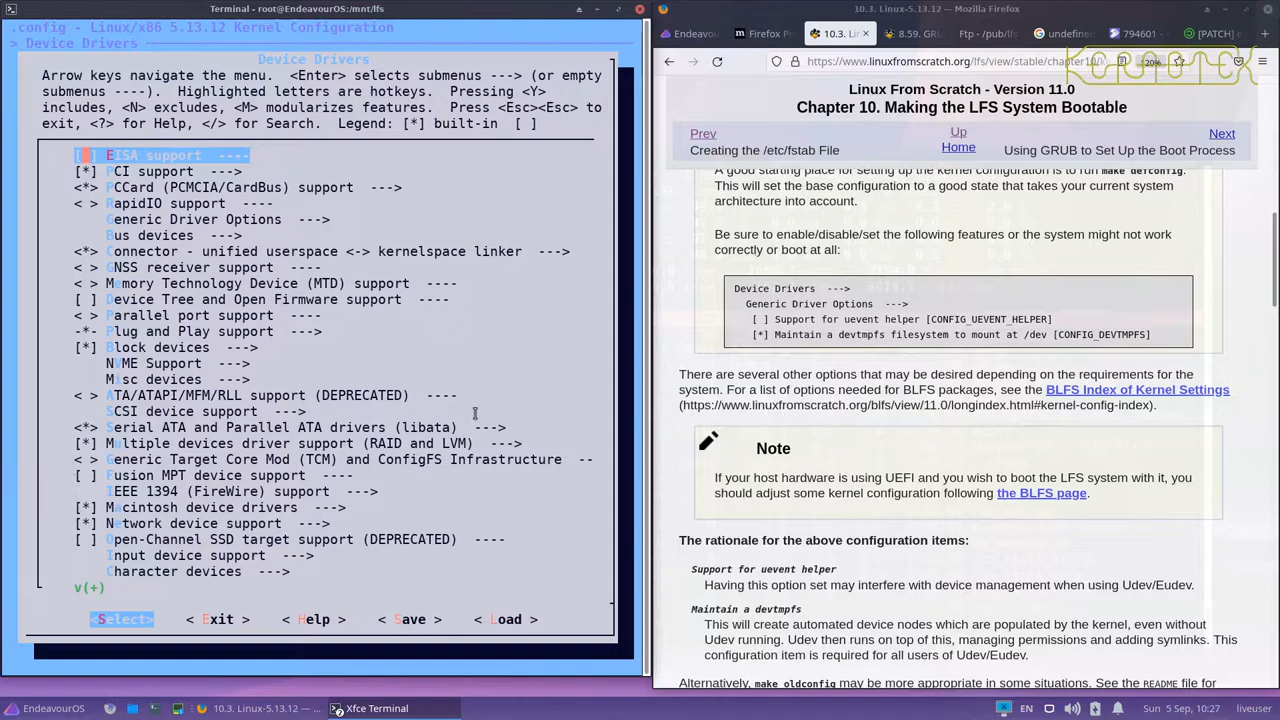 Terminal - root@EndeavourOS:/mnt/lfs
.config - Linux/x86 5.13.12 Kernel Configuration
> Device Drivers
Device Drivers
Arrow keys navigate the menu. <Enter> selects submenus ---> (or empty
submenus ----). Highlighted letters are hotkeys. Pressing <Y>
includes, <N> excludes, <M> modularizes features. Press <Esc><Esc> to
exit, <?> for Help, </> for Search. Legend: [*] built-in [ ]
[ ] EISA support ----
[*] PCI support --->
<*> PCCard (PCMCIA/CardBus) support --->
< > RapidIO support ----
Generic Driver Options --->
Bus devices --->
<*> Connector - unified userspace <-> kernelspace linker --->
< > GNSS receiver support ----
< > Memory Technology Device (MTD) support ----
[ ] Device Tree and Open Firmware support ----
< > Parallel port support ----
-*- Plug and Play support --->
[*] Block devices --->
NVME Support --->
Misc devices --->
< > ATA/ATAPI/MFM/RLL support (DEPRECATED) ----
SCSI device support --->
<*> Serial ATA and Parallel ATA drivers (libata) --->
[*] Multiple devices driver support (RAID and LVM) --->
< > Generic Target Core Mod (TCM) and ConfigFS Infrastructure --
[ ] Fusion MPT device support ----
IEEE 1394 (FireWire) support --->
[*] Macintosh device drivers --->
[*] Network device support --->
[ ] Open-Channel SSD target support (DEPRECATED) ----
Input device support --->
Character devices --->
v(+)
<Select> < Exit > < Help > < Save > < Load >
10.3. Linux-5.13.12 — Mozilla Firefox
Endeavou
Firefox Pr
10.3. Li
8.59. GR
Ftp - /pub/
undefined
794601 -
[PATCH] e
https://www.linuxfromscratch.org/lfs/view/stable/chapter10/
120%
Linux From Scratch - Version 11.0
Chapter 10. Making the LFS System Bootable
Prev Up Next
Creating the /etc/fstab File Home Using GRUB to Set Up the Boot Process
A good starting place for setting up the kernel configuration is to run make defconfig.
This will set the base configuration to a good state that takes your current system
architecture into account.
Be sure to enable/disable/set the following features or the system might not work
correctly or boot at all:
Device Drivers --->
Generic Driver Options --->
[ ] Support for uevent helper [CONFIG_UEVENT_HELPER]
[*] Maintain a devtmpfs filesystem to mount at /dev [CONFIG_DEVTMPFS]
There are several other options that may be desired depending on the requirements for the
system. For a list of options needed for BLFS packages, see the BLFS Index of Kernel Settings
(https://www.linuxfromscratch.org/blfs/view/11.0/longindex.html#kernel-config-index).
Note
If your host hardware is using UEFI and you wish to boot the LFS system with it, you
should adjust some kernel configuration following the BLFS page.
The rationale for the above configuration items:
Support for uevent helper
Having this option set may interfere with device management when using Udev/Eudev.
Maintain a devtmpfs
This will create automated device nodes which are populated by the kernel, even without
Udev running. Udev then runs on top of this, managing permissions and adding symlinks. This
configuration item is required for all users of Udev/Eudev.
Alternatively, make oldconfig may be more appropriate in some situations. See the README file for
EndeavourOS
10.3. Linux-5.13.12 — ...
Xfce Terminal
EN
Sun 5 Sep, 10:27
liveuser